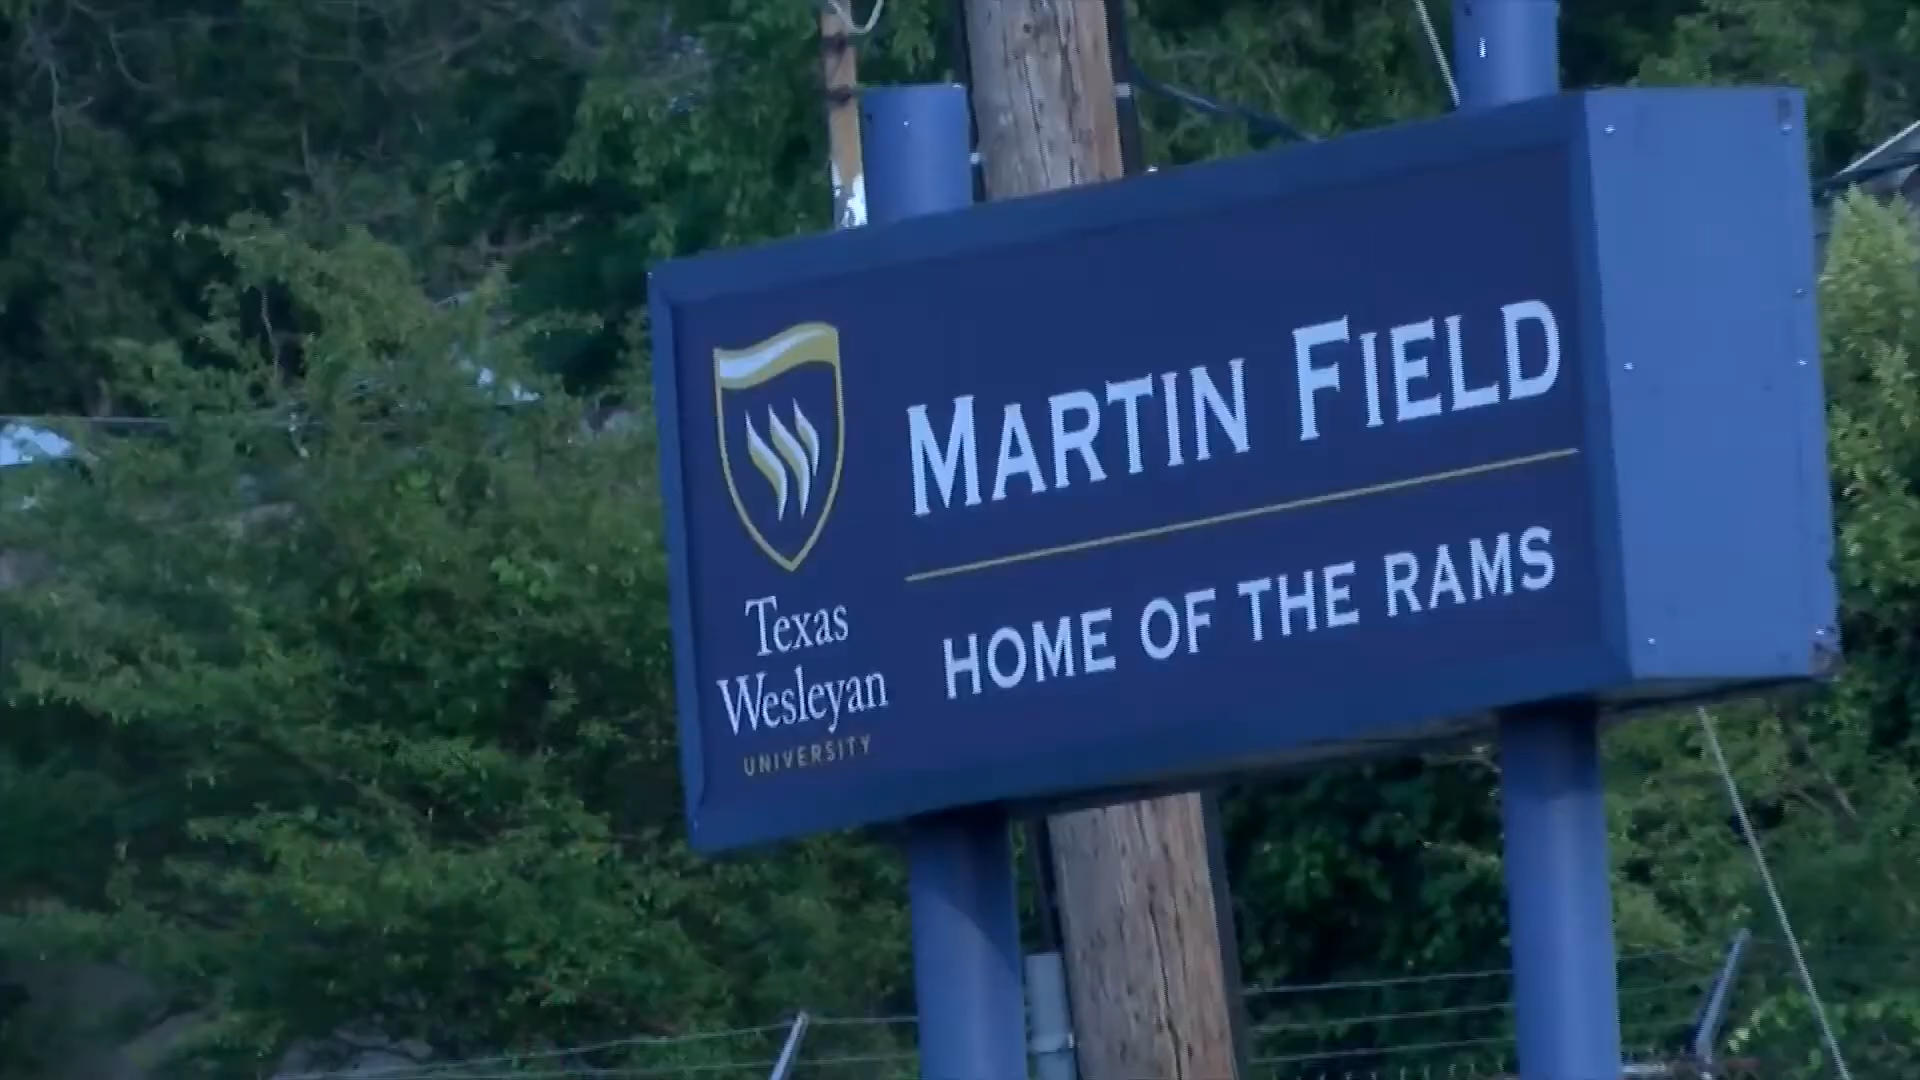 MARTIN FIELD
HOME OF THE RAMS
Texas
Wesleyan
UNIVERSITY